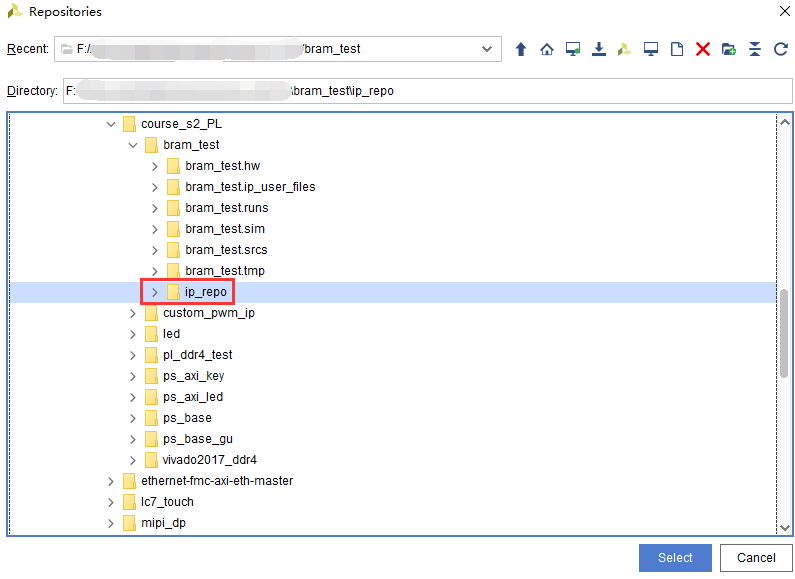 Repositories
Recent: F:/ /bram_test
Directory: F: \bram_test\ip_repo
course_s2_PL
bram_test
bram_test.hw
bram_test.ip_user_files
bram_test.runs
bram_test.sim
bram_test.srcs
bram_test.tmp
ip_repo
custom_pwm_ip
led
pl_ddr4_test
ps_axi_key
ps_axi_led
ps_base
ps_base_gu
vivado2017_ddr4
ethernet-fmc-axi-eth-master
lc7_touch
mipi_dp
Select Cancel